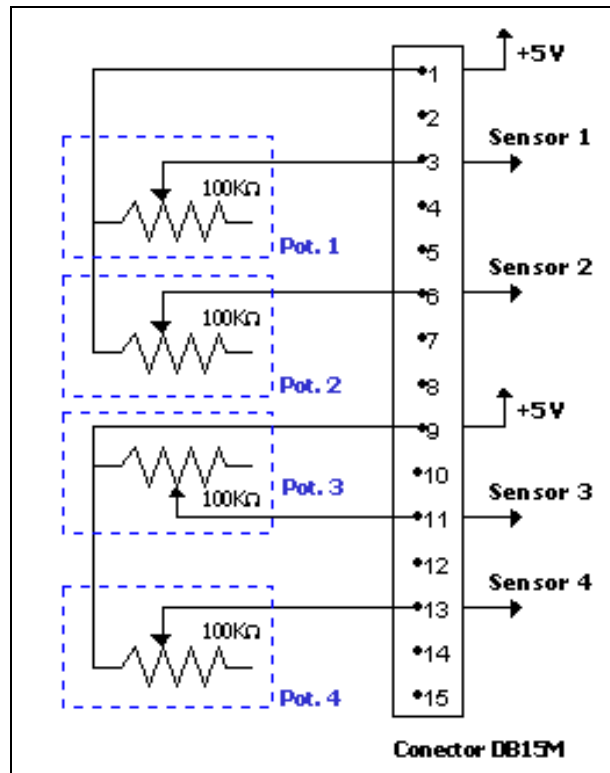 +5V
1
2
Sensor 1
3
100KΩ
4
Pot. 1
5
Sensor 2
6
100KΩ
7
Pot. 2
8
+5V
9
10
Pot. 3
Sensor 3
100KΩ
11
12
Sensor 4
13
100KΩ
14
Pot. 4
15
Conector DB15M